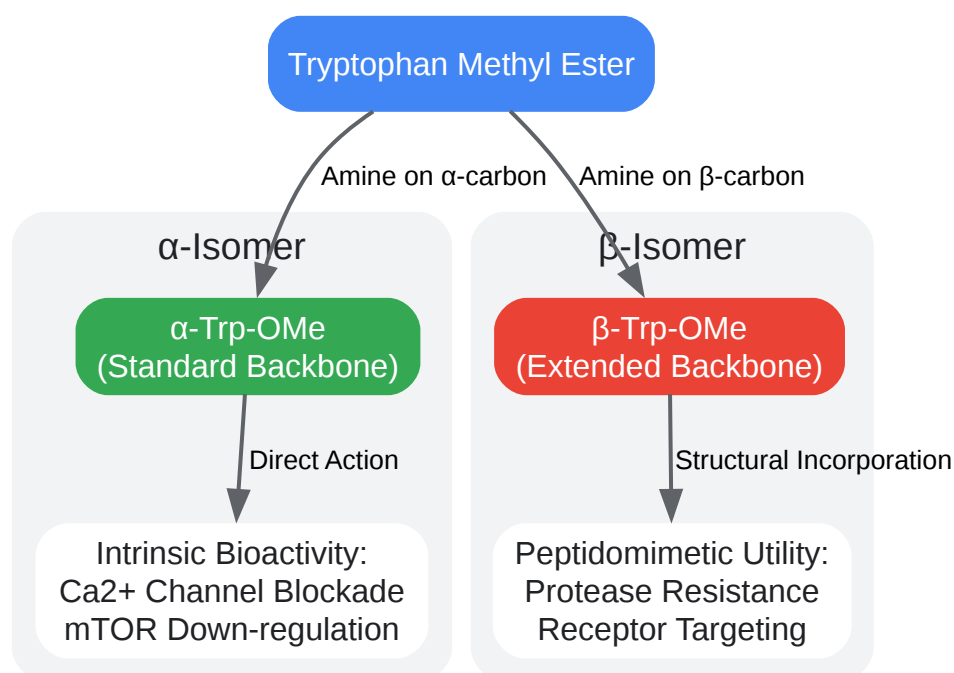 Tryptophan Methyl Ester
Amine on α-carbon
Amine on β-carbon
α-Isomer
β-Isomer
α-Trp-OMe
(Standard Backbone)
β-Trp-OMe
(Extended Backbone)
Direct Action
Structural Incorporation
Intrinsic Bioactivity:
Ca2+ Channel Blockade
mTOR Down-regulation
Peptidomimetic Utility:
Protease Resistance
Receptor Targeting